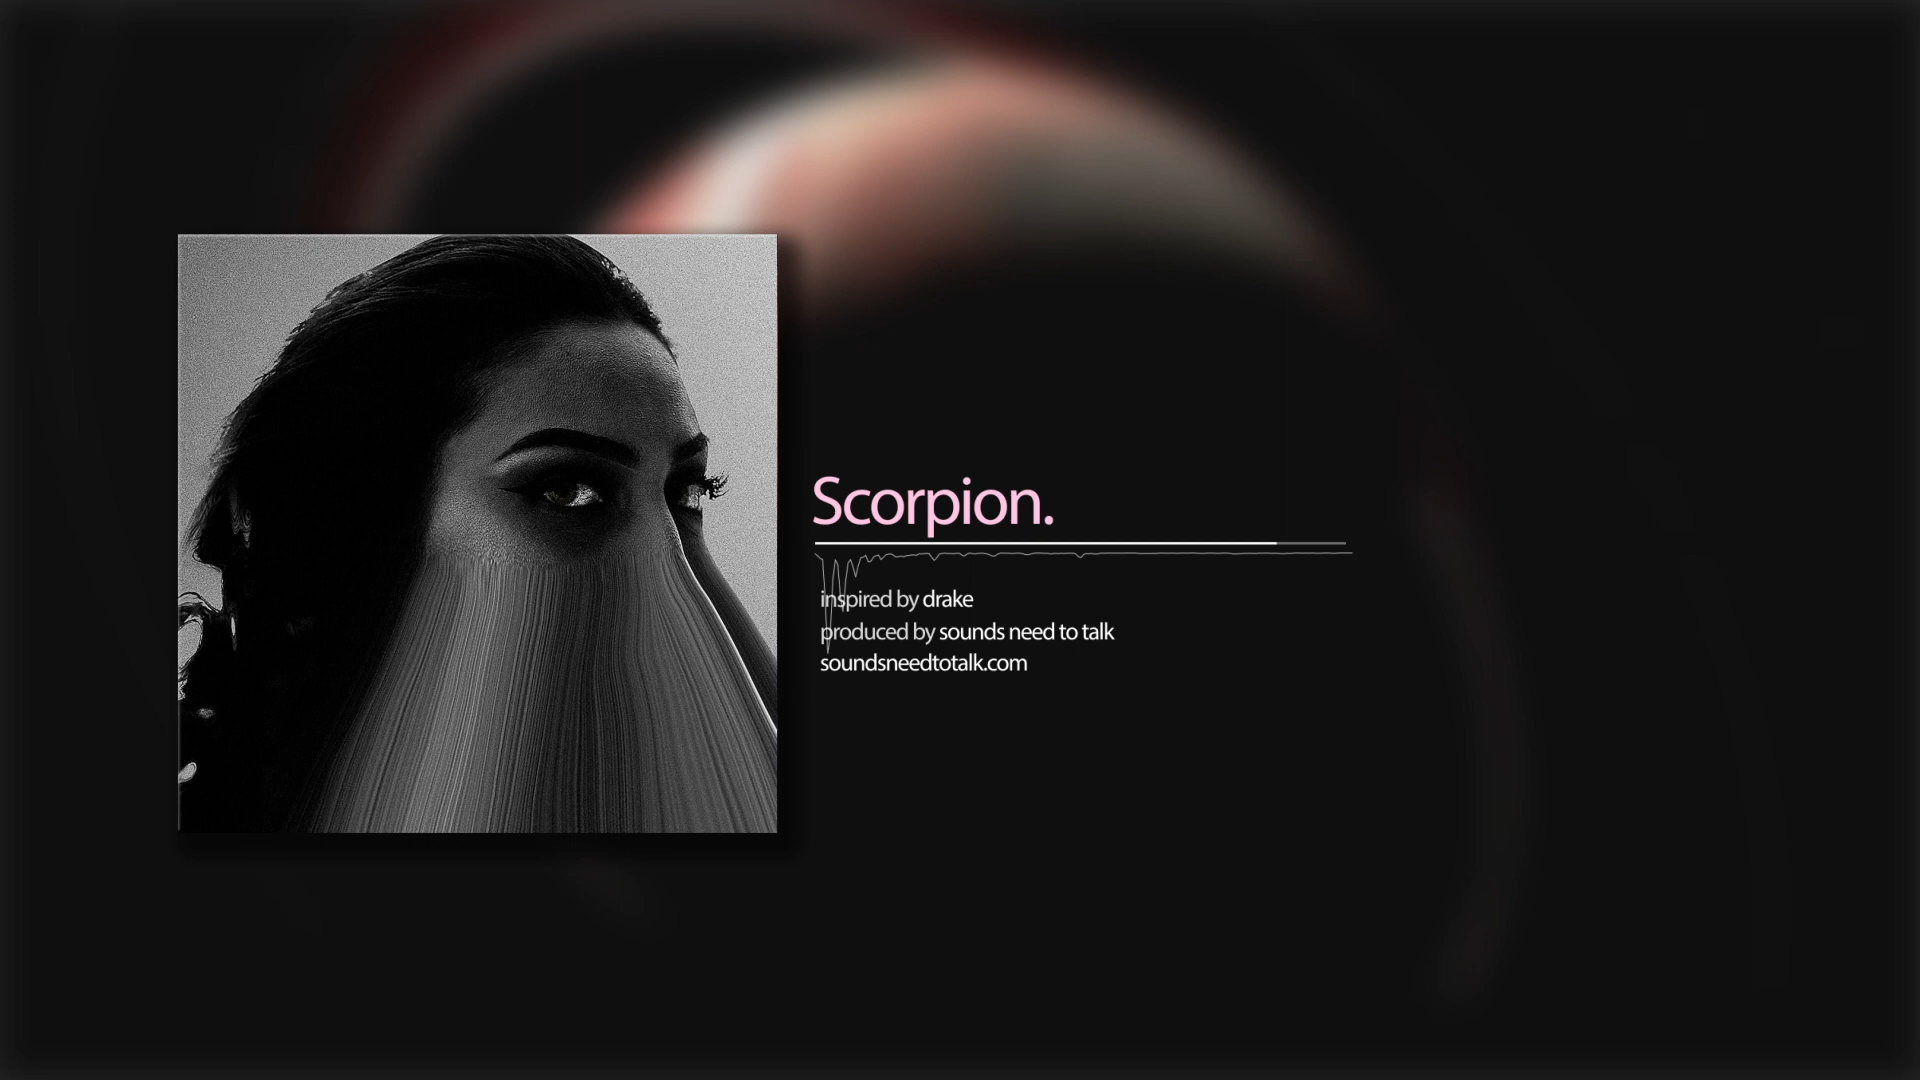 Scorpion.
inspired by drake
produced by sounds need to talk
soundsneedtotalk.com